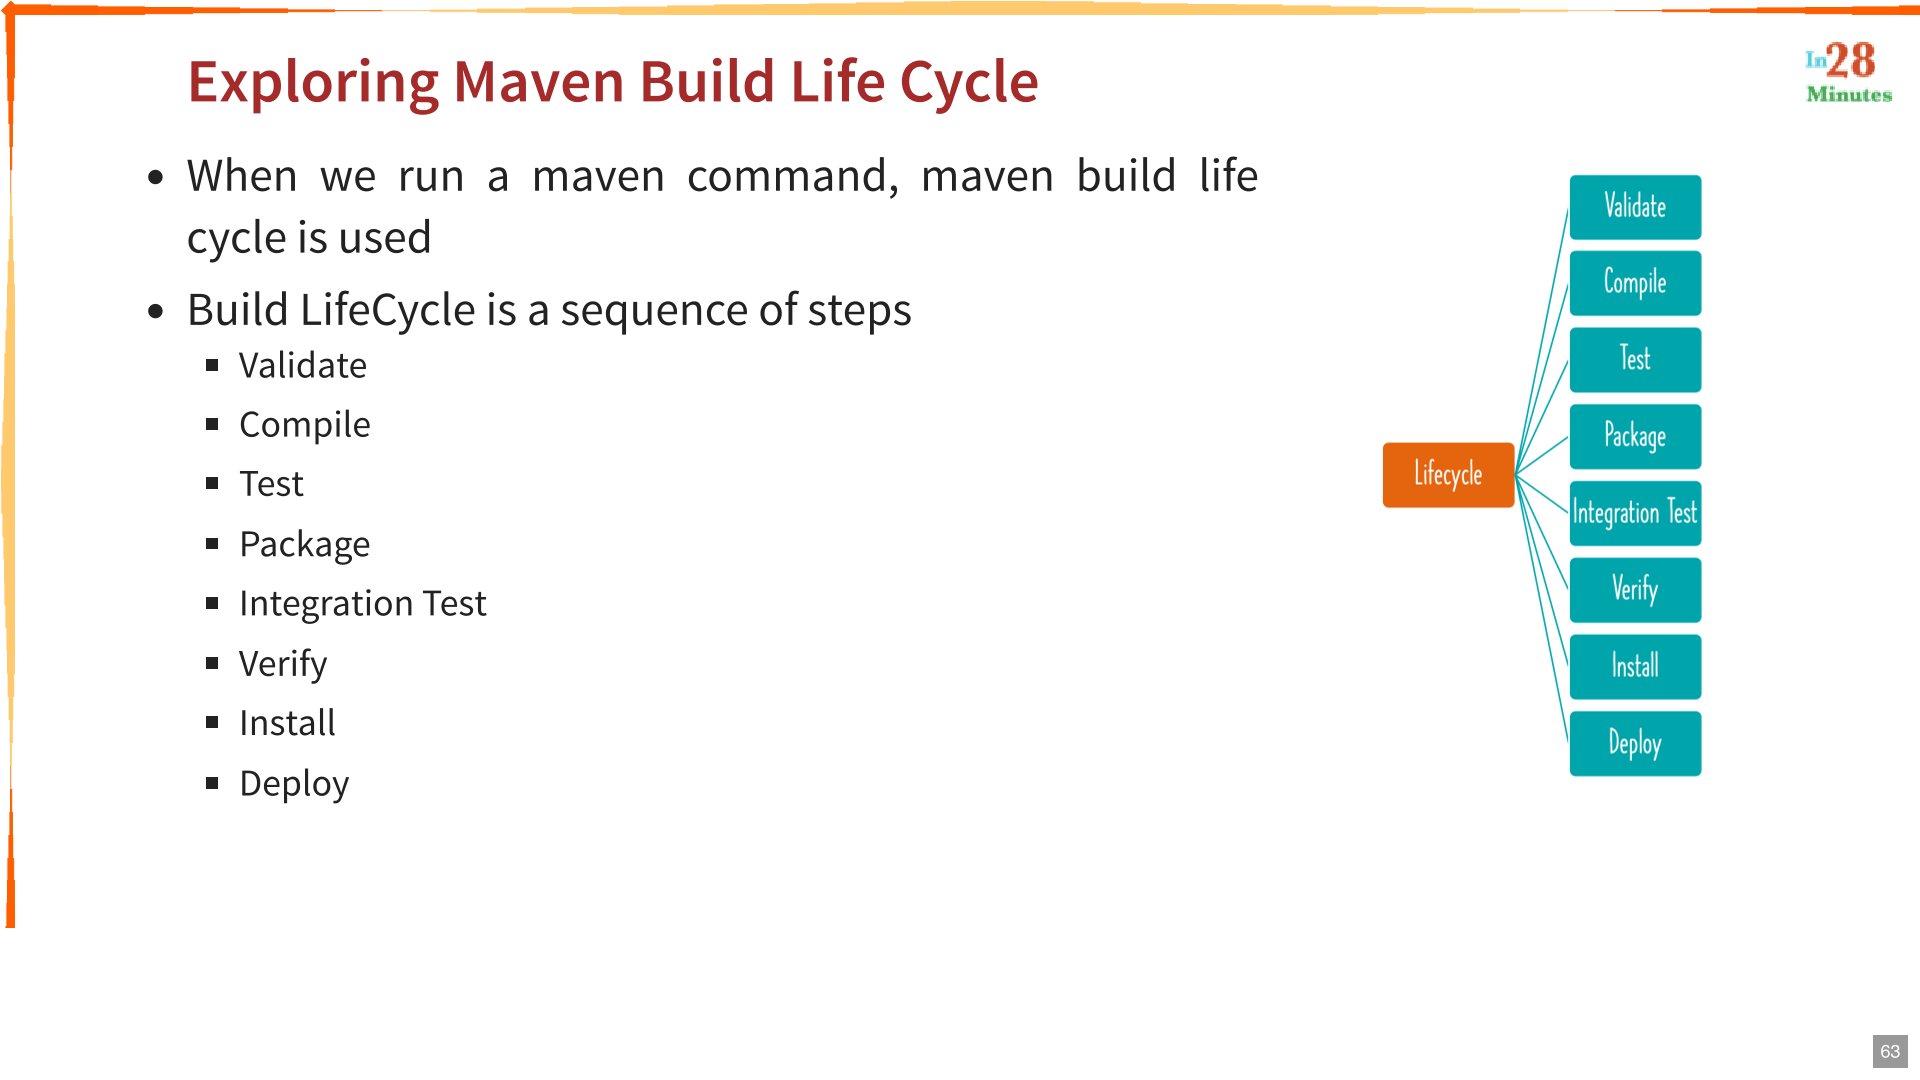 Exploring Maven Build Life Cycle
In28
Minutes
• When we run a maven command, maven build life
cycle is used
• Build LifeCycle is a sequence of steps
▪ Validate
▪ Compile
▪ Test
▪ Package
▪ Integration Test
▪ Verify
▪ Install
▪ Deploy
Lifecycle
Validate
Compile
Test
Package
Integration Test
Verify
Install
Deploy
63